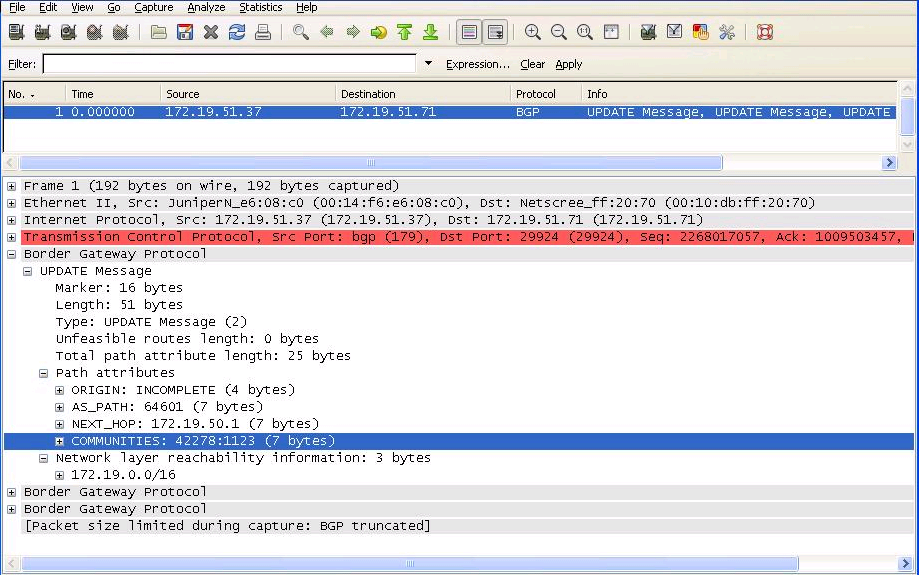 File Edit View Go Capture Analyze Statistics Help
Filter: Expression... Clear Apply
No. . Time Source Destination Protocol Info
1 0.000000 172.19.51.37 172.19.51.71 BGP UPDATE Message, UPDATE Message, UPDATE
Frame 1 (192 bytes on wire, 192 bytes captured)
Ethernet II, Src: JuniperN_e6:08:c0 (00:14:f6:e6:08:c0), Dst: Netscree_ff:20:70 (00:10:db:ff:20:70)
Internet Protocol, Src: 172.19.51.37 (172.19.51.37), Dst: 172.19.51.71 (172.19.51.71)
Transmission Control Protocol, Src Port: bgp (179), Dst Port: 29924 (29924), Seq: 2268017057, Ack: 1009503457,
Border Gateway Protocol
UPDATE Message
Marker: 16 bytes
Length: 51 bytes
Type: UPDATE Message (2)
Unfeasible routes length: 0 bytes
Total path attribute length: 25 bytes
Path attributes
ORIGIN: INCOMPLETE (4 bytes)
AS_PATH: 64601 (7 bytes)
NEXT_HOP: 172.19.50.1 (7 bytes)
COMMUNITIES: 42278:1123 (7 bytes)
Network layer reachability information: 3 bytes
172.19.0.0/16
Border Gateway Protocol
Border Gateway Protocol
[Packet size limited during capture: BGP truncated]